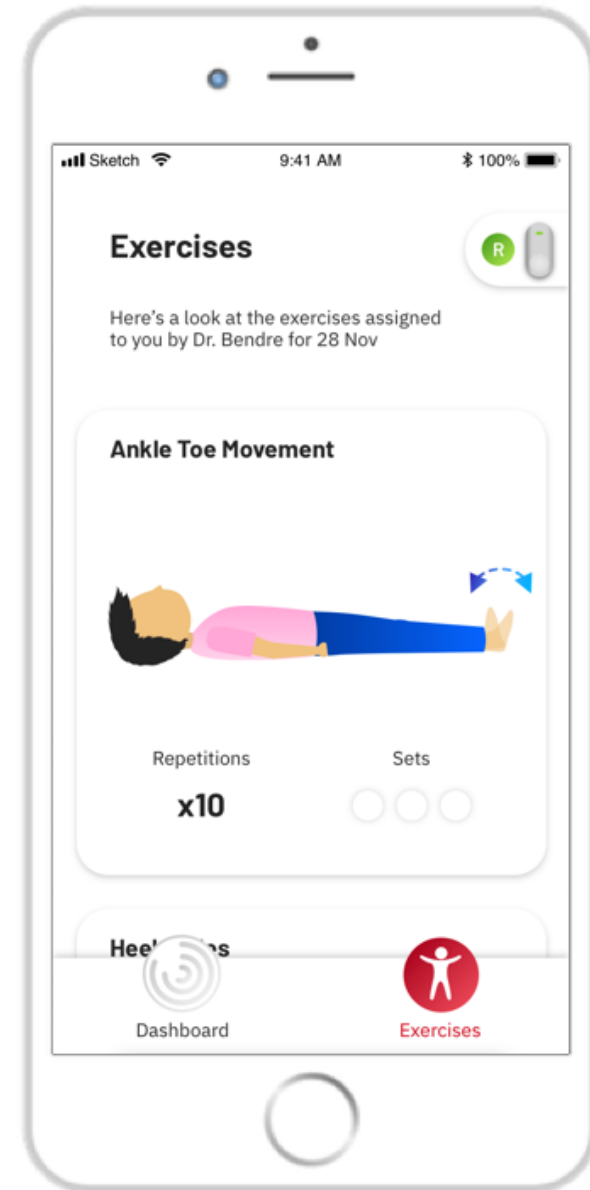 Sketch 9:41 AM 100%
Exercises
R
Here's a look at the exercises assigned
to you by Dr. Bendre for 28 Nov
Ankle Toe Movement
Repetitions Sets
x10
Dashboard Exercises